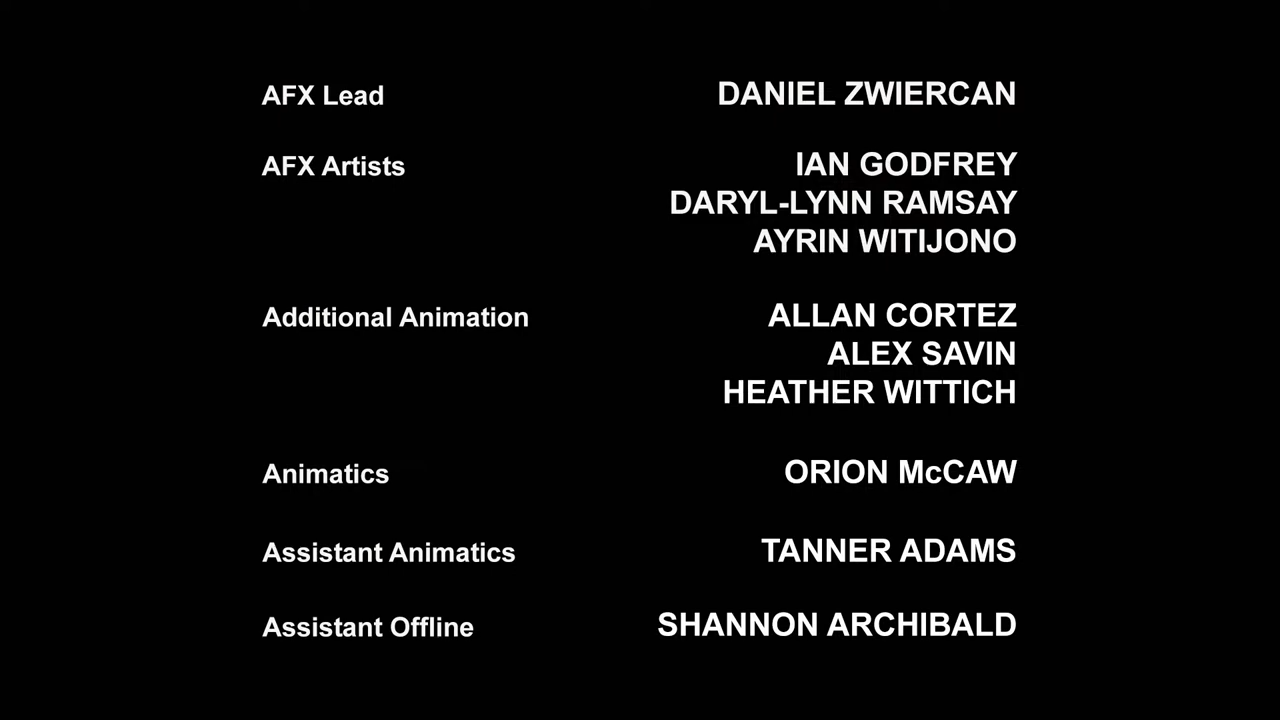 AFX Lead DANIEL ZWIERCAN
AFX Artists IAN GODFREY
DARYL-LYNN RAMSAY
AYRIN WITIJONO
Additional Animation ALLAN CORTEZ
ALEX SAVIN
HEATHER WITTICH
Animatics ORION McCAW
Assistant Animatics TANNER ADAMS
Assistant Offline SHANNON ARCHIBALD